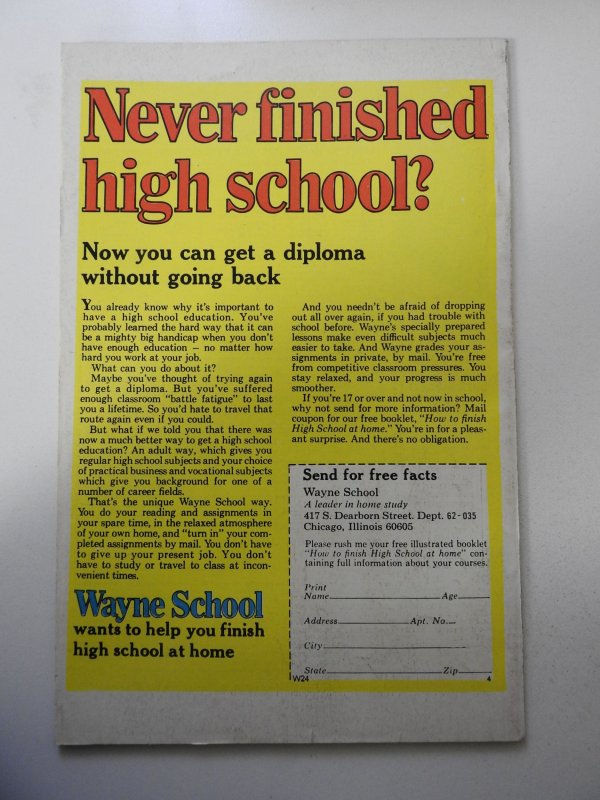 Never finished
high school?
Now you can get a diploma
without going back
You already know why it's important to
have a high school education. You've
probably learned the hard way that it can
be a mighty big handicap when you don't
have enough education — no matter how
hard you work at your job.
What can you do about it?
Maybe you've thought of trying again
to get a diploma. But you've suffered
enough classroom "battle fatigue" to last
you a lifetime. So you'd hate to travel that
route again even if you could.
But what if we told you that there was
now a much better way to get a high school
education? An adult way, which gives you
regular high school subjects and your choice
of practical business and vocational subjects
which give you background for one of a
number of career fields.
That's the unique Wayne School way.
You do your reading and assignments in
your spare time, in the relaxed atmosphere
of your own home, and "turn in" your com-
pleted assignments by mail. You don't have
to give up your present job. You don't
have to study or travel to class at incon-
venient times.
Wayne School
wants to help you finish
high school at home
And you needn't be afraid of dropping
out all over again, if you had trouble with
school before. Wayne's specially prepared
lessons make even difficult subjects much
easier to take. And Wayne grades your as-
signments in private, by mail. You're free
from competitive classroom pressures. You
stay relaxed, and your progress is much
smoother.
If you're 17 or over and not now in school,
why not send for more information? Mail
coupon for our free booklet, "How to finish
High School at home." You're in for a pleas-
ant surprise. And there's no obligation.
Send for free facts
Wayne School
A leader in home study
417 S. Dearborn Street. Dept. 62-035
Chicago, Illinois 60605
Please rush me your free illustrated booklet
"How to finish High School at home" con-
taining full information about your courses.
Print
Name Age
Address Apt. No.
City
State Zip
W24 4